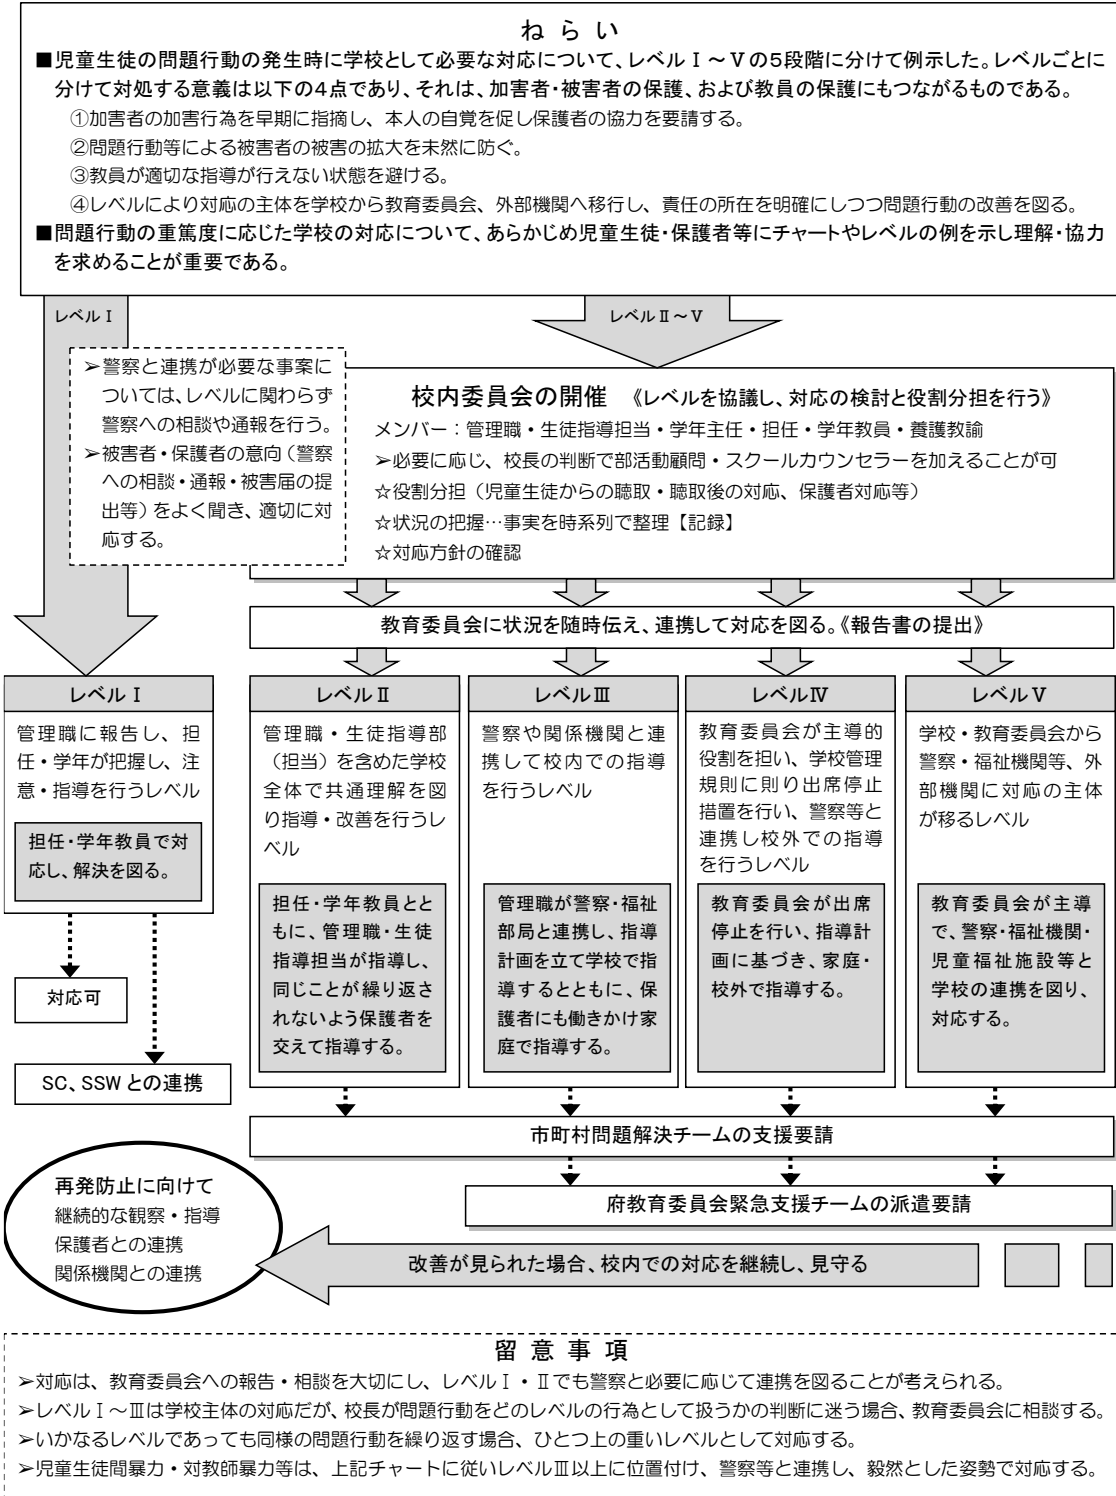 ねらい
■児童生徒の問題行動の発生時に学校として必要な対応について、レベルⅠ～Ⅴの5段階に分けて例示した。レベルごとに
分けて対処する意義は以下の4点であり、それは、加害者・被害者の保護、および教員の保護にもつながるものである。
①加害者の加害行為を早期に指摘し、本人の自覚を促し保護者の協力を要請する。
②問題行動等による被害者の被害の拡大を未然に防ぐ。
③教員が適切な指導が行えない状態を避ける。
④レベルにより対応の主体を学校から教育委員会、外部機関へ移行し、責任の所在を明確にしつつ問題行動の改善を図る。
■問題行動の重篤度に応じた学校の対応について、あらかじめ児童生徒・保護者等にチャートやレベルの例を示し理解・協力
を求めることが重要である。
レベルⅠ
レベルⅡ～Ⅴ
➢警察と連携が必要な事案に
ついては、レベルに関わらず
警察への相談や通報を行う。
➢被害者・保護者の意向（警察
への相談・通報・被害届の提
出等）をよく聞き、適切に対
応する。
校内委員会の開催 《レベルを協議し、対応の検討と役割分担を行う》
メンバー：管理職・生徒指導担当・学年主任・担任・学年教員・養護教諭
➢必要に応じ、校長の判断で部活動顧問・スクールカウンセラーを加えることが可
☆役割分担（児童生徒からの聴取・聴取後の対応、保護者対応等）
☆状況の把握…事実を時系列で整理【記録】
☆対応方針の確認
教育委員会に状況を随時伝え、連携して対応を図る。《報告書の提出》
レベルⅠ
管理職に報告し、担
任・学年が把握し、注
意・指導を行うレベル
担任・学年教員で対
応し、解決を図る。
対応可
SC、SSWとの連携
レベルⅡ
管理職・生徒指導部
（担当）を含めた学校
全体で共通理解を図
り指導・改善を行うレ
ベル
担任・学年教員とと
もに、管理職・生徒
指導担当が指導し、
同じことが繰り返さ
れないよう保護者を
交えて指導する。
レベルⅢ
警察や関係機関と連
携して校内での指導
を行うレベル
管理職が警察・福祉
部局と連携し、指導
計画を立て学校で指
導するとともに、保
護者にも働きかけ家
庭で指導する。
レベルⅣ
教育委員会が主導的
役割を担い、学校管理
規則に則り出席停止
措置を行い、警察等と
連携し校外での指導
を行うレベル
教育委員会が出席
停止を行い、指導計
画に基づき、家庭・
校外で指導する。
レベルⅤ
学校・教育委員会から
警察・福祉機関等、外
部機関に対応の主体
が移るレベル
教育委員会が主導
で、警察・福祉機関・
児童福祉施設等と
学校の連携を図り、
対応する。
市町村問題解決チームの支援要請
府教育委員会緊急支援チームの派遣要請
再発防止に向けて
継続的な観察・指導
保護者との連携
関係機関との連携
改善が見られた場合、校内での対応を継続し、見守る
留意事項
➢対応は、教育委員会への報告・相談を大切にし、レベルⅠ・Ⅱでも警察と必要に応じて連携を図ることが考えられる。
➢レベルⅠ～Ⅲは学校主体の対応だが、校長が問題行動をどのレベルの行為として扱うかの判断に迷う場合、教育委員会に相談する。
➢いかなるレベルであっても同様の問題行動を繰り返す場合、ひとつ上の重いレベルとして対応する。
➢児童生徒間暴力・対教師暴力等は、上記チャートに従いレベルⅢ以上に位置付け、警察等と連携し、毅然とした姿勢で対応する。